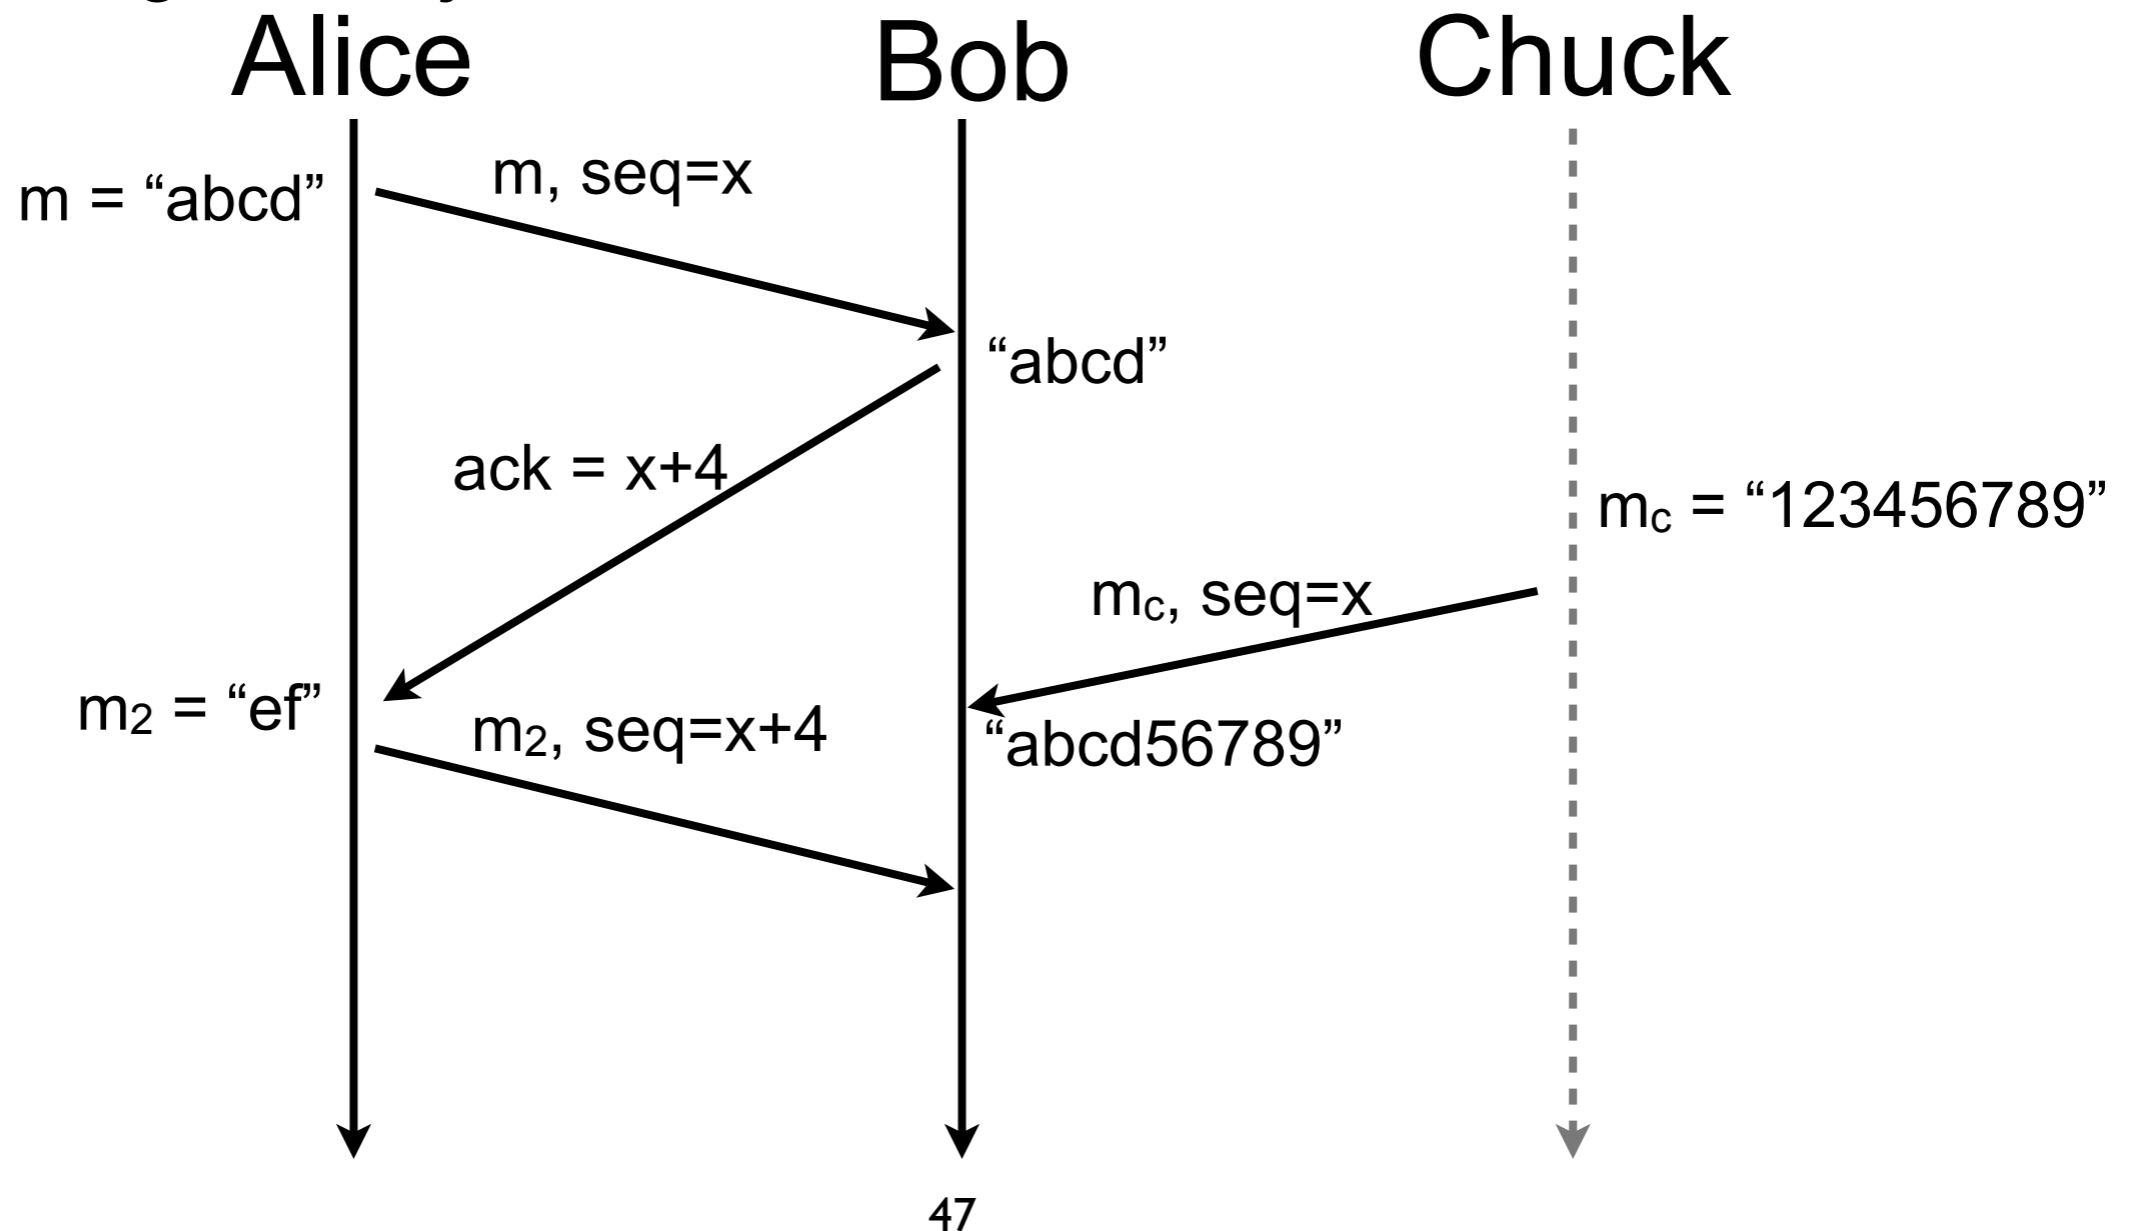 Alice Bob Chuck
m = “abcd”
m, seq=x
“abcd”
ack = x+4
mc = “123456789”
mc, seq=x
m2 = “ef”
m2, seq=x+4
“abcd56789”
47